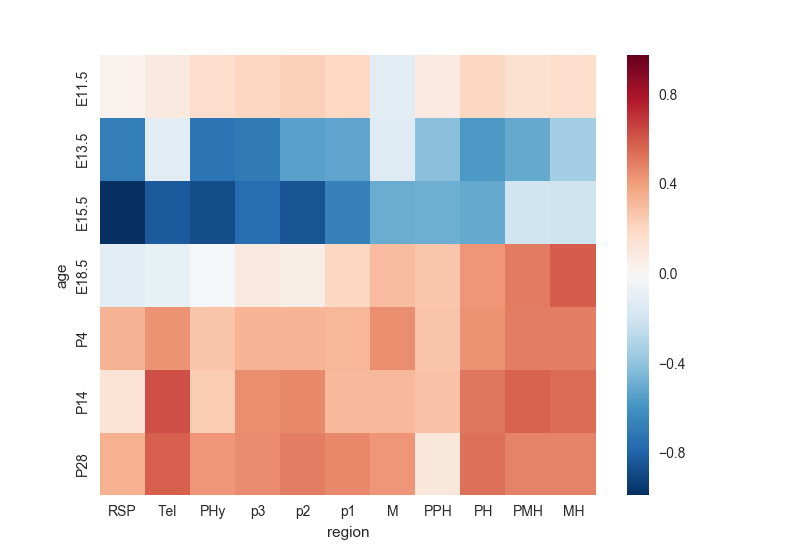 E11.5
E13.5
E15.5
E18.5
P4
P14
P28
age
RSP Tel PHy p3 p2 p1 M PPH PH PMH MH
region
0.8
0.4
0.0
−0.4
−0.8